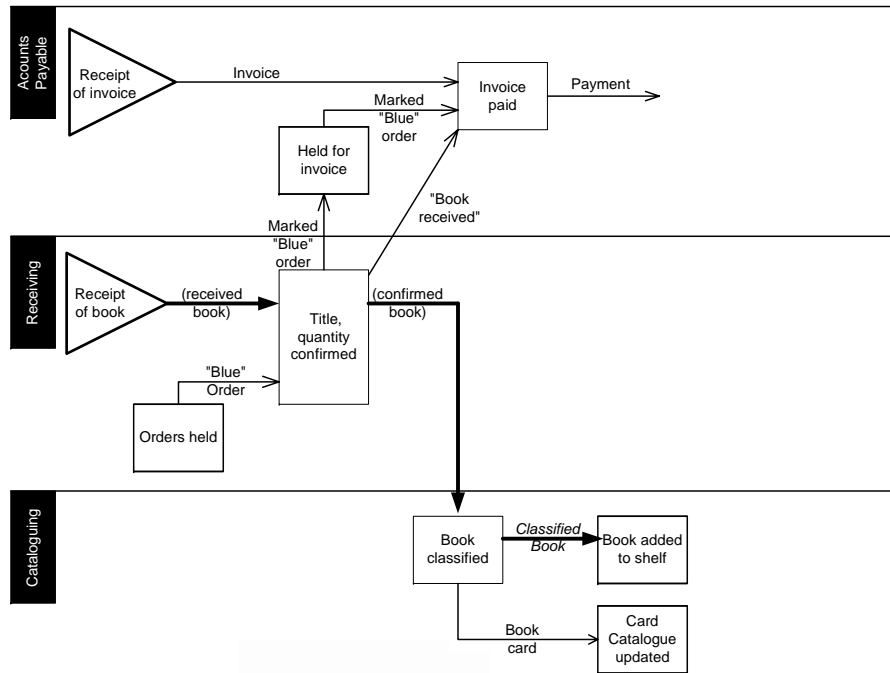 Acounts
Payable
Receipt
of invoice
Invoice
Invoice
paid
Payment
Marked
"Blue"
order
Held for
invoice
"Book
received"
Marked
"Blue"
order
Receiving
Receipt
of book
(received
book)
Title,
quantity
confirmed
(confirmed
book)
"Blue"
Order
Orders held
Cataloguing
Book
classified
Classified
Book
Book added
to shelf
Book
card
Card
Catalogue
updated